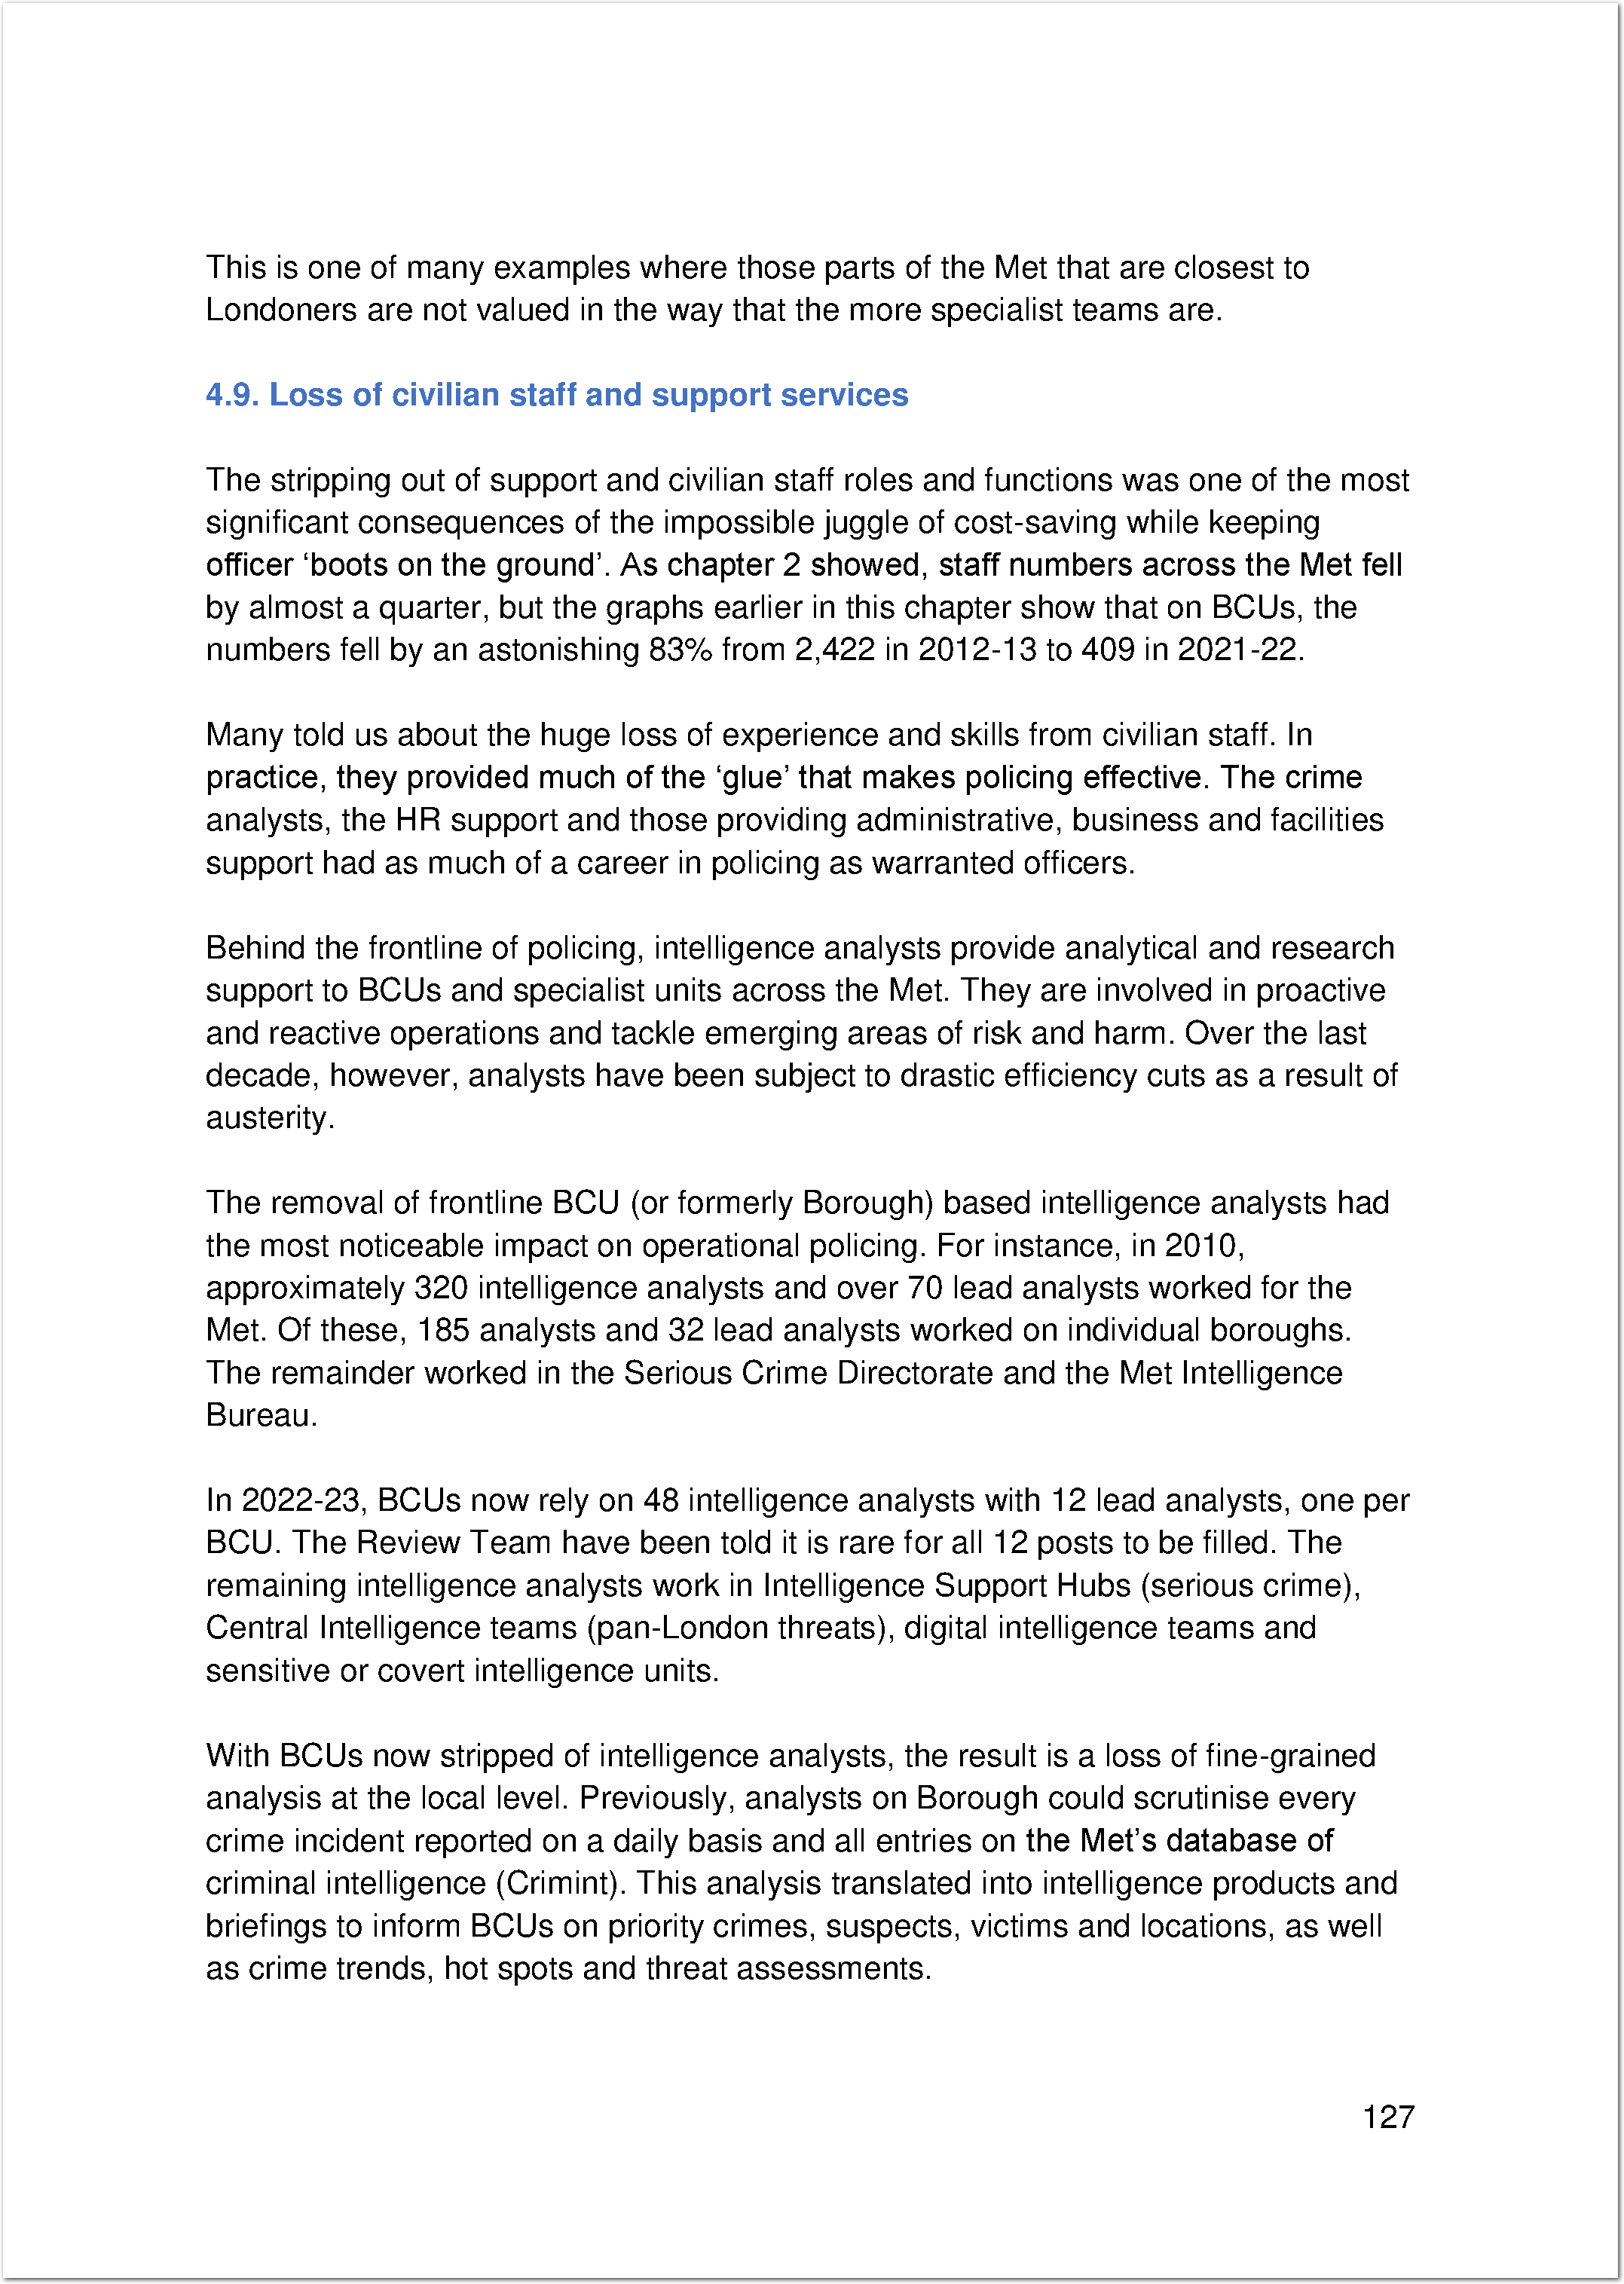 This is one of many examples where those parts of the Met that are closest to
Londoners are not valued in the way that the more specialist teams are.
4.9. Loss of civilian staff and support services
The stripping out of support and civilian staff roles and functions was one of the most
significant consequences of the impossible juggle of cost-saving while keeping
officer ‘boots on the ground’. As chapter 2 showed, staff numbers across the Met fell
by almost a quarter, but the graphs earlier in this chapter show that on BCUs, the
numbers fell by an astonishing 83% from 2,422 in 2012-13 to 409 in 2021-22.
Many told us about the huge loss of experience and skills from civilian staff. In
practice, they provided much of the ‘glue’ that makes policing effective. The crime
analysts, the HR support and those providing administrative, business and facilities
support had as much of a career in policing as warranted officers.
Behind the frontline of policing, intelligence analysts provide analytical and research
support to BCUs and specialist units across the Met. They are involved in proactive
and reactive operations and tackle emerging areas of risk and harm. Over the last
decade, however, analysts have been subject to drastic efficiency cuts as a result of
austerity.
The removal of frontline BCU (or formerly Borough) based intelligence analysts had
the most noticeable impact on operational policing. For instance, in 2010,
approximately 320 intelligence analysts and over 70 lead analysts worked for the
Met. Of these, 185 analysts and 32 lead analysts worked on individual boroughs.
The remainder worked in the Serious Crime Directorate and the Met Intelligence
Bureau.
In 2022-23, BCUs now rely on 48 intelligence analysts with 12 lead analysts, one per
BCU. The Review Team have been told it is rare for all 12 posts to be filled. The
remaining intelligence analysts work in Intelligence Support Hubs (serious crime),
Central Intelligence teams (pan-London threats), digital intelligence teams and
sensitive or covert intelligence units.
With BCUs now stripped of intelligence analysts, the result is a loss of fine-grained
analysis at the local level. Previously, analysts on Borough could scrutinise every
crime incident reported on a daily basis and all entries on the Met’s database of
criminal intelligence (Crimint). This analysis translated into intelligence products and
briefings to inform BCUs on priority crimes, suspects, victims and locations, as well
as crime trends, hot spots and threat assessments.
127